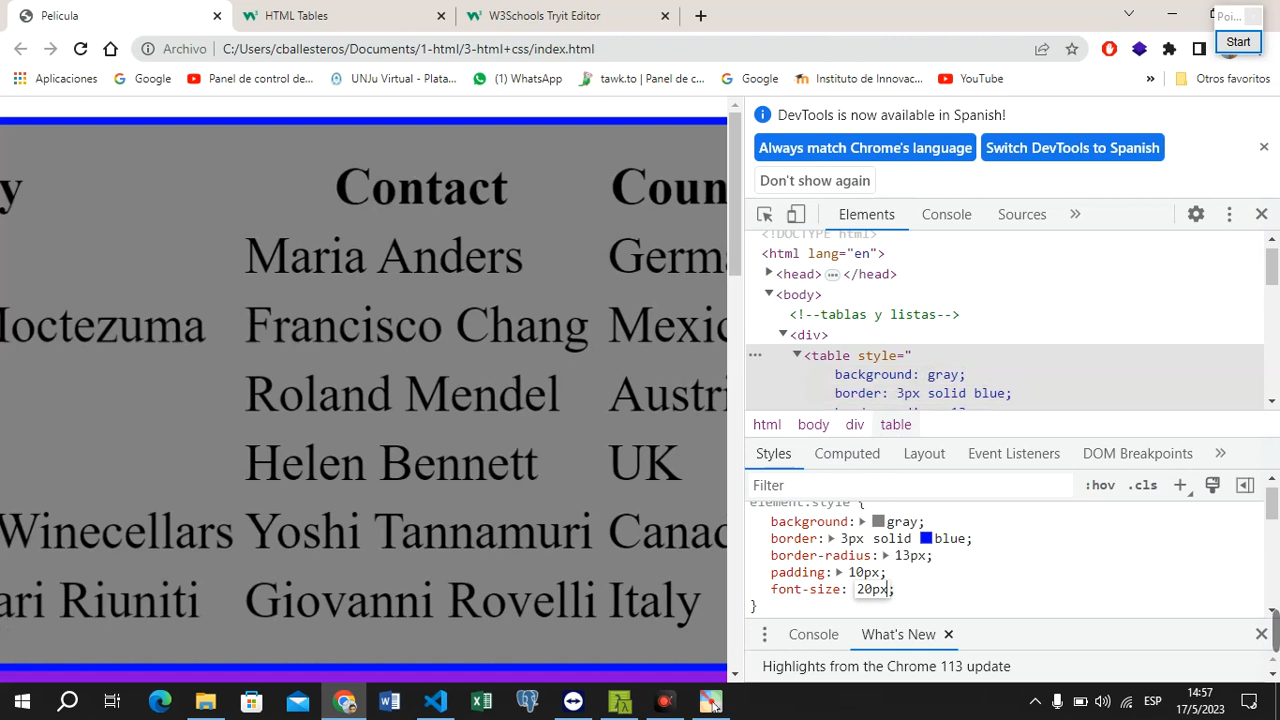 Película
HTML Tables
W3Schools Tryit Editor
Poi...
Start
Archivo
C:/Users/cballesteros/Documents/1-html/3-html+css/index.html
Aplicaciones
Google
Panel de control de...
UNJu Virtual - Plata...
(1) WhatsApp
tawk.to | Panel de c...
Google
Instituto de Innovac...
YouTube
»
Otros favoritos
y Contact Coun
Maria Anders Germ
Moctezuma Francisco Chang Mexic
Roland Mendel Austri
Helen Bennett UK
Winecellars Yoshi Tannamuri Canad
ari Riuniti Giovanni Rovelli Italy
DevTools is now available in Spanish!
Always match Chrome's language
Switch DevTools to Spanish
Don't show again
Elements
Console
Sources
»
<!DOCTYPE html>
<html lang="en">
<head> ... </head>
<body>
<!--tablas y listas-->
<div>
<table style="
background: gray;
border: 3px solid blue;
html
body
div
table
Styles
Computed
Layout
Event Listeners
DOM Breakpoints
»
Filter
:hov
.cls
element.style {
background: gray;
border: 3px solid blue;
border-radius: 13px;
padding: 10px;
font-size: 20px;
}
Console
What's New
Highlights from the Chrome 113 update
ESP
14:57
17/5/2023